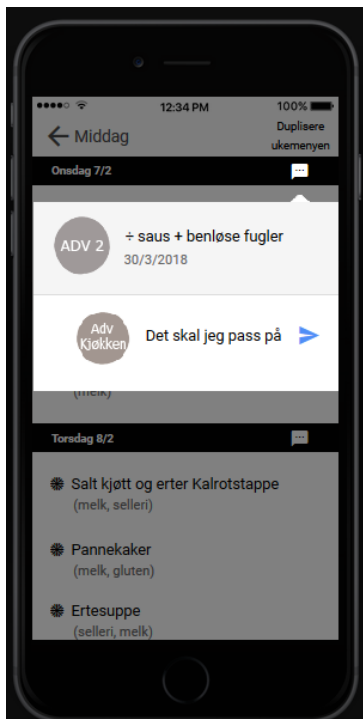 12:34 PM
100%
Middag
Duplisere
ukemenyen
Onsdag 7/2
ADV 2
÷ saus + benløse fugler
30/3/2018
Adv
Kjøkken
Det skal jeg pass på
(melk)
Torsdag 8/2
Salt kjøtt og erter Kalrotstappe
(melk, selleri)
Pannekaker
(melk, gluten)
Ertesuppe
(selleri, melk)